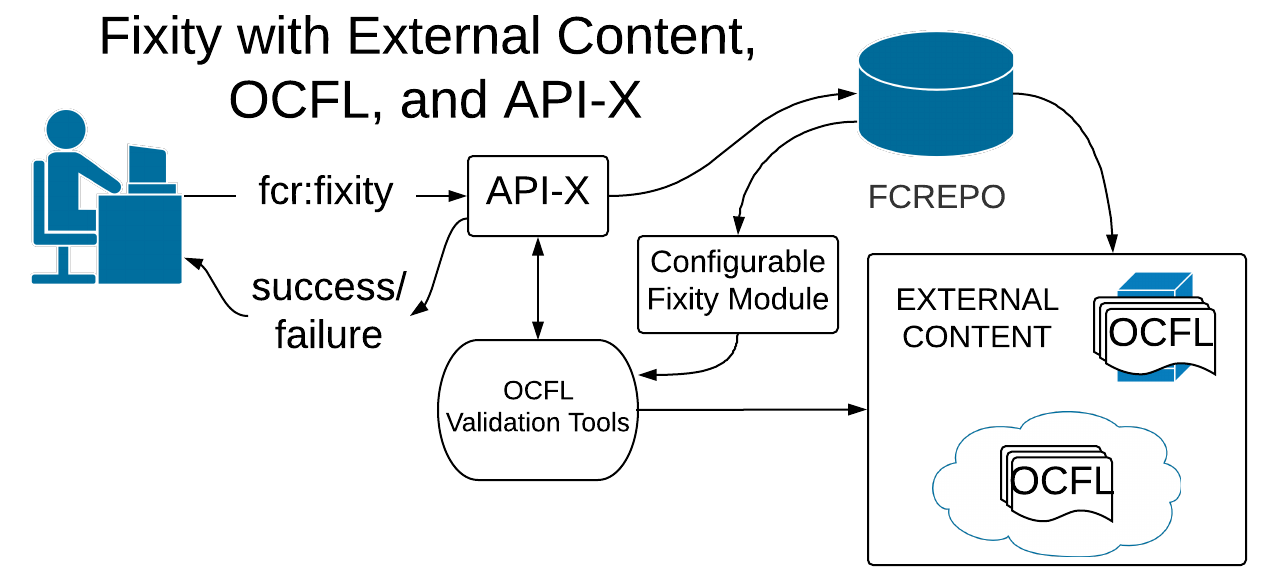 Fixity with External Content,
OCFL, and API-X
fcr:fixity
API-X
FCREPO
success/
failure
Configurable
Fixity Module
EXTERNAL
CONTENT
OCFL
OCFL
Validation Tools
OCFL